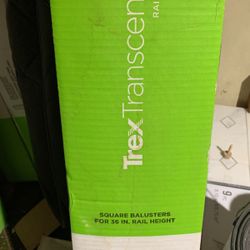 Trex Transcen
RAI
SQUARE BALUSTERS
FOR 36 IN. RAIL HEIGHT